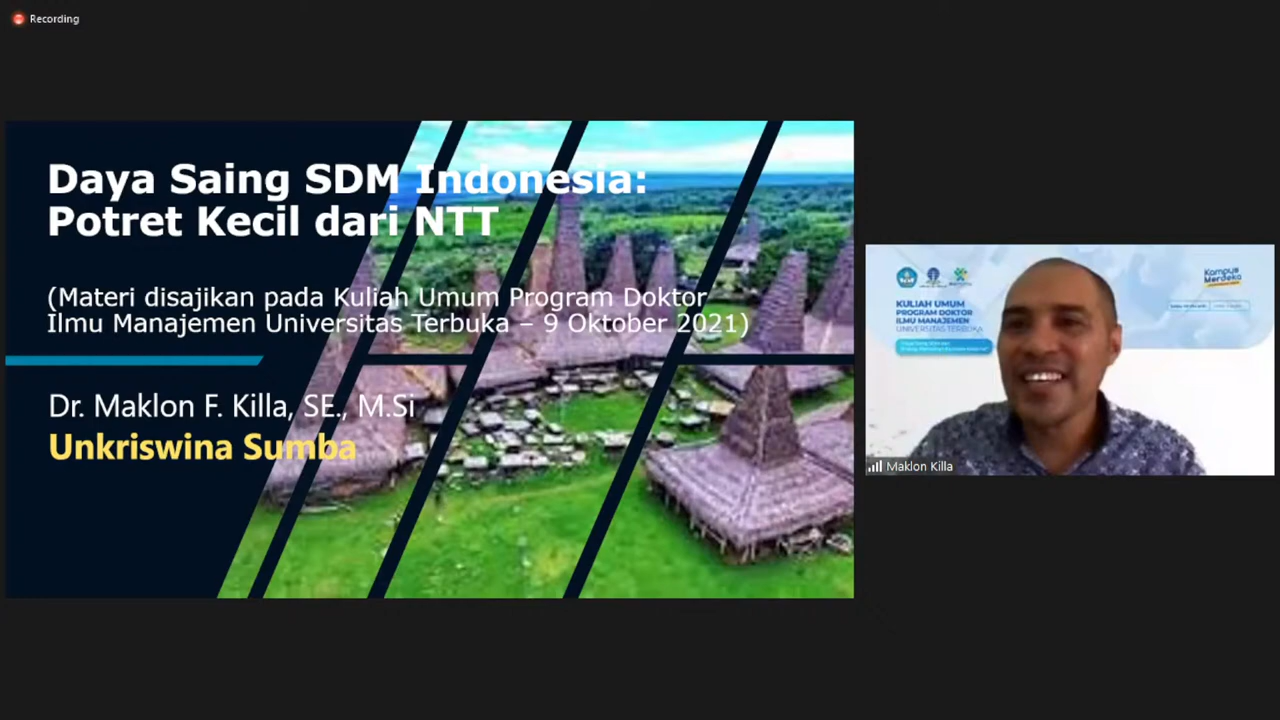 Recording
Daya Saing SDM Indonesia:
Potret Kecil dari NTT
(Materi disajikan pada Kuliah Umum Program Doktor
Ilmu Manajemen Universitas Terbuka – 9 Oktober 2021)
Dr. Maklon F. Killa, SE., M.Si
Unkriswina Sumba
Kampus
Merdeka
KULIAH UMUM
PROGRAM DOKTOR
ILMU MANAJEMEN
UNIVERSITAS TERBUKA
Maklon Killa